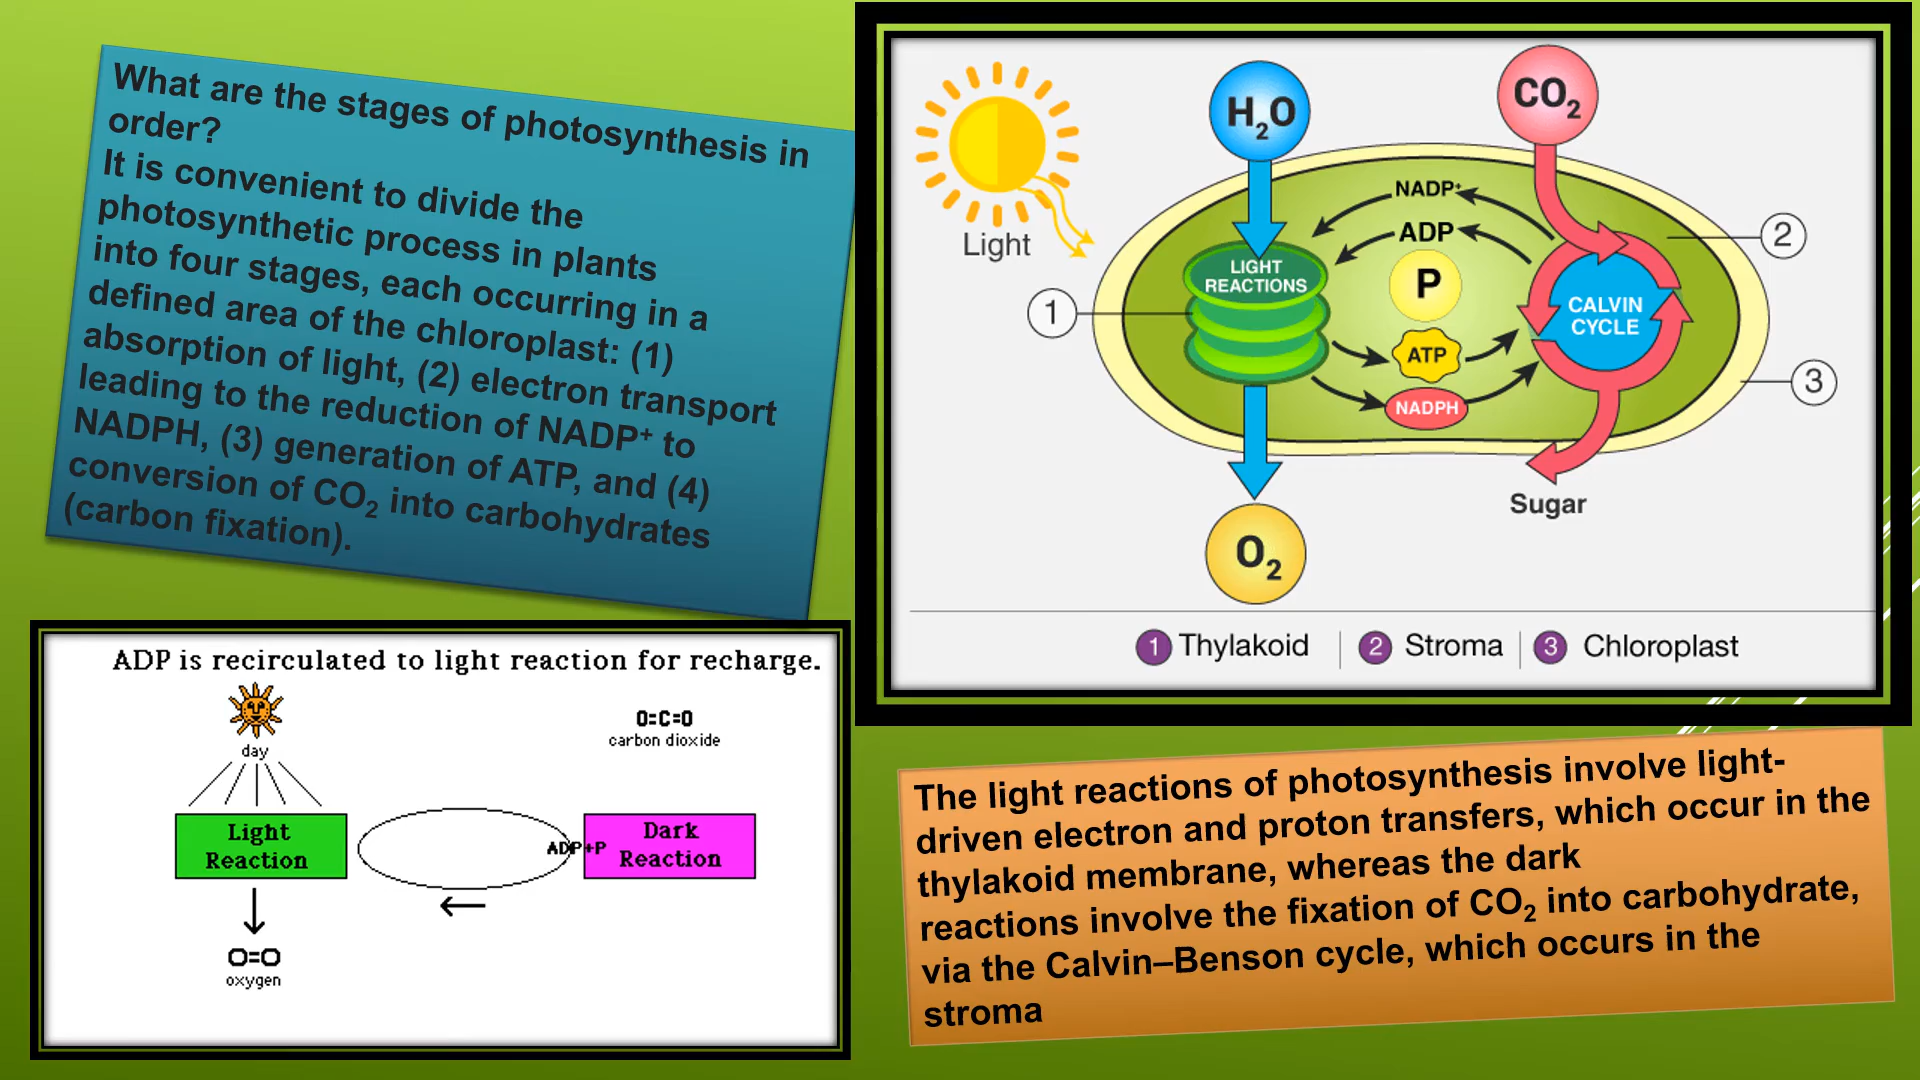 What are the stages of photosynthesis in
order?
It is convenient to divide the
photosynthetic process in plants
into four stages, each occurring in a
defined area of the chloroplast: (1)
absorption of light, (2) electron transport
leading to the reduction of NADP⁺ to
NADPH, (3) generation of ATP, and (4)
conversion of CO₂ into carbohydrates
(carbon fixation).
Light
H₂O
CO₂
NADP⁺
ADP
P
ATP
NADPH
LIGHT
REACTIONS
CALVIN
CYCLE
1
2
3
O₂
Sugar
1 Thylakoid | 2 Stroma | 3 Chloroplast
ADP is recirculated to light reaction for recharge.
day
O=C=O
carbon dioxide
Light
Reaction
ADP+P
Dark
Reaction
O=O
oxygen
The light reactions of photosynthesis involve light-
driven electron and proton transfers, which occur in the
thylakoid membrane, whereas the dark
reactions involve the fixation of CO₂ into carbohydrate,
via the Calvin–Benson cycle, which occurs in the
stroma